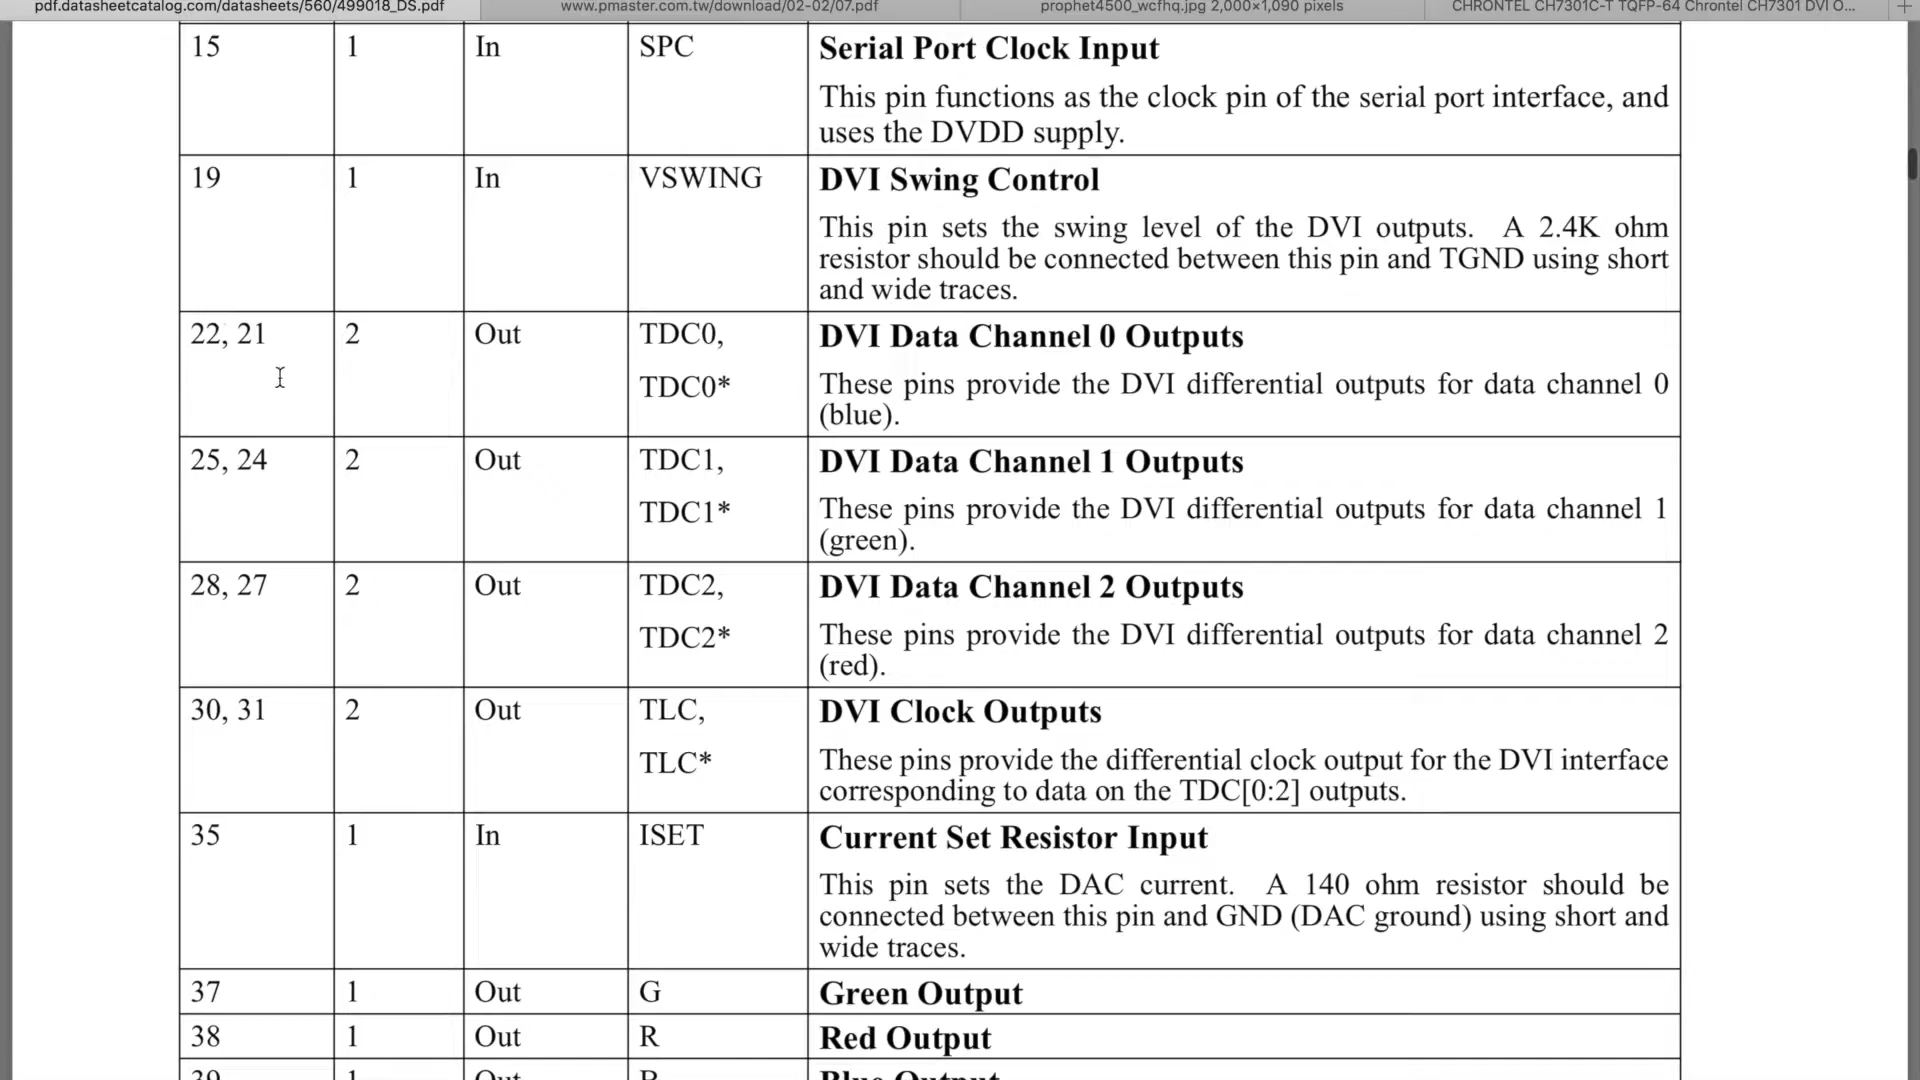 pdf.datasheetcatalog.com/datasheets/560/499018_DS.pdf www.pmaster.com.tw/download/02-02/07.pdf prophet4500_wcfhq.jpg 2,000×1,090 pixels CHRONTEL CH7301C-T TQFP-64 Chrontel CH7301 DVI O...
15 1 In SPC Serial Port Clock Input
This pin functions as the clock pin of the serial port interface, and
uses the DVDD supply.
19 1 In VSWING DVI Swing Control
This pin sets the swing level of the DVI outputs. A 2.4K ohm
resistor should be connected between this pin and TGND using short
and wide traces.
22, 21 2 Out TDC0, DVI Data Channel 0 Outputs
TDC0* These pins provide the DVI differential outputs for data channel 0
(blue).
25, 24 2 Out TDC1, DVI Data Channel 1 Outputs
TDC1* These pins provide the DVI differential outputs for data channel 1
(green).
28, 27 2 Out TDC2, DVI Data Channel 2 Outputs
TDC2* These pins provide the DVI differential outputs for data channel 2
(red).
30, 31 2 Out TLC, DVI Clock Outputs
TLC* These pins provide the differential clock output for the DVI interface
corresponding to data on the TDC[0:2] outputs.
35 1 In ISET Current Set Resistor Input
This pin sets the DAC current. A 140 ohm resistor should be
connected between this pin and GND (DAC ground) using short and
wide traces.
37 1 Out G Green Output
38 1 Out R Red Output
39 1 Out B Blue Output